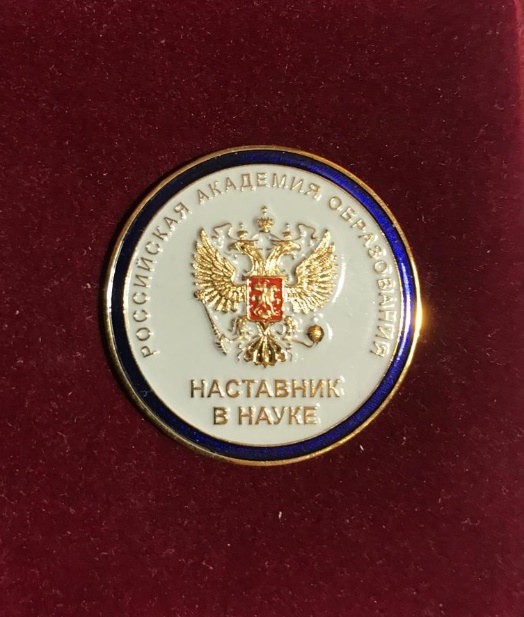 РОССИЙСКАЯ АКАДЕМИЯ ОБРАЗОВАНИЯ
НАСТАВНИК
В НАУКЕ